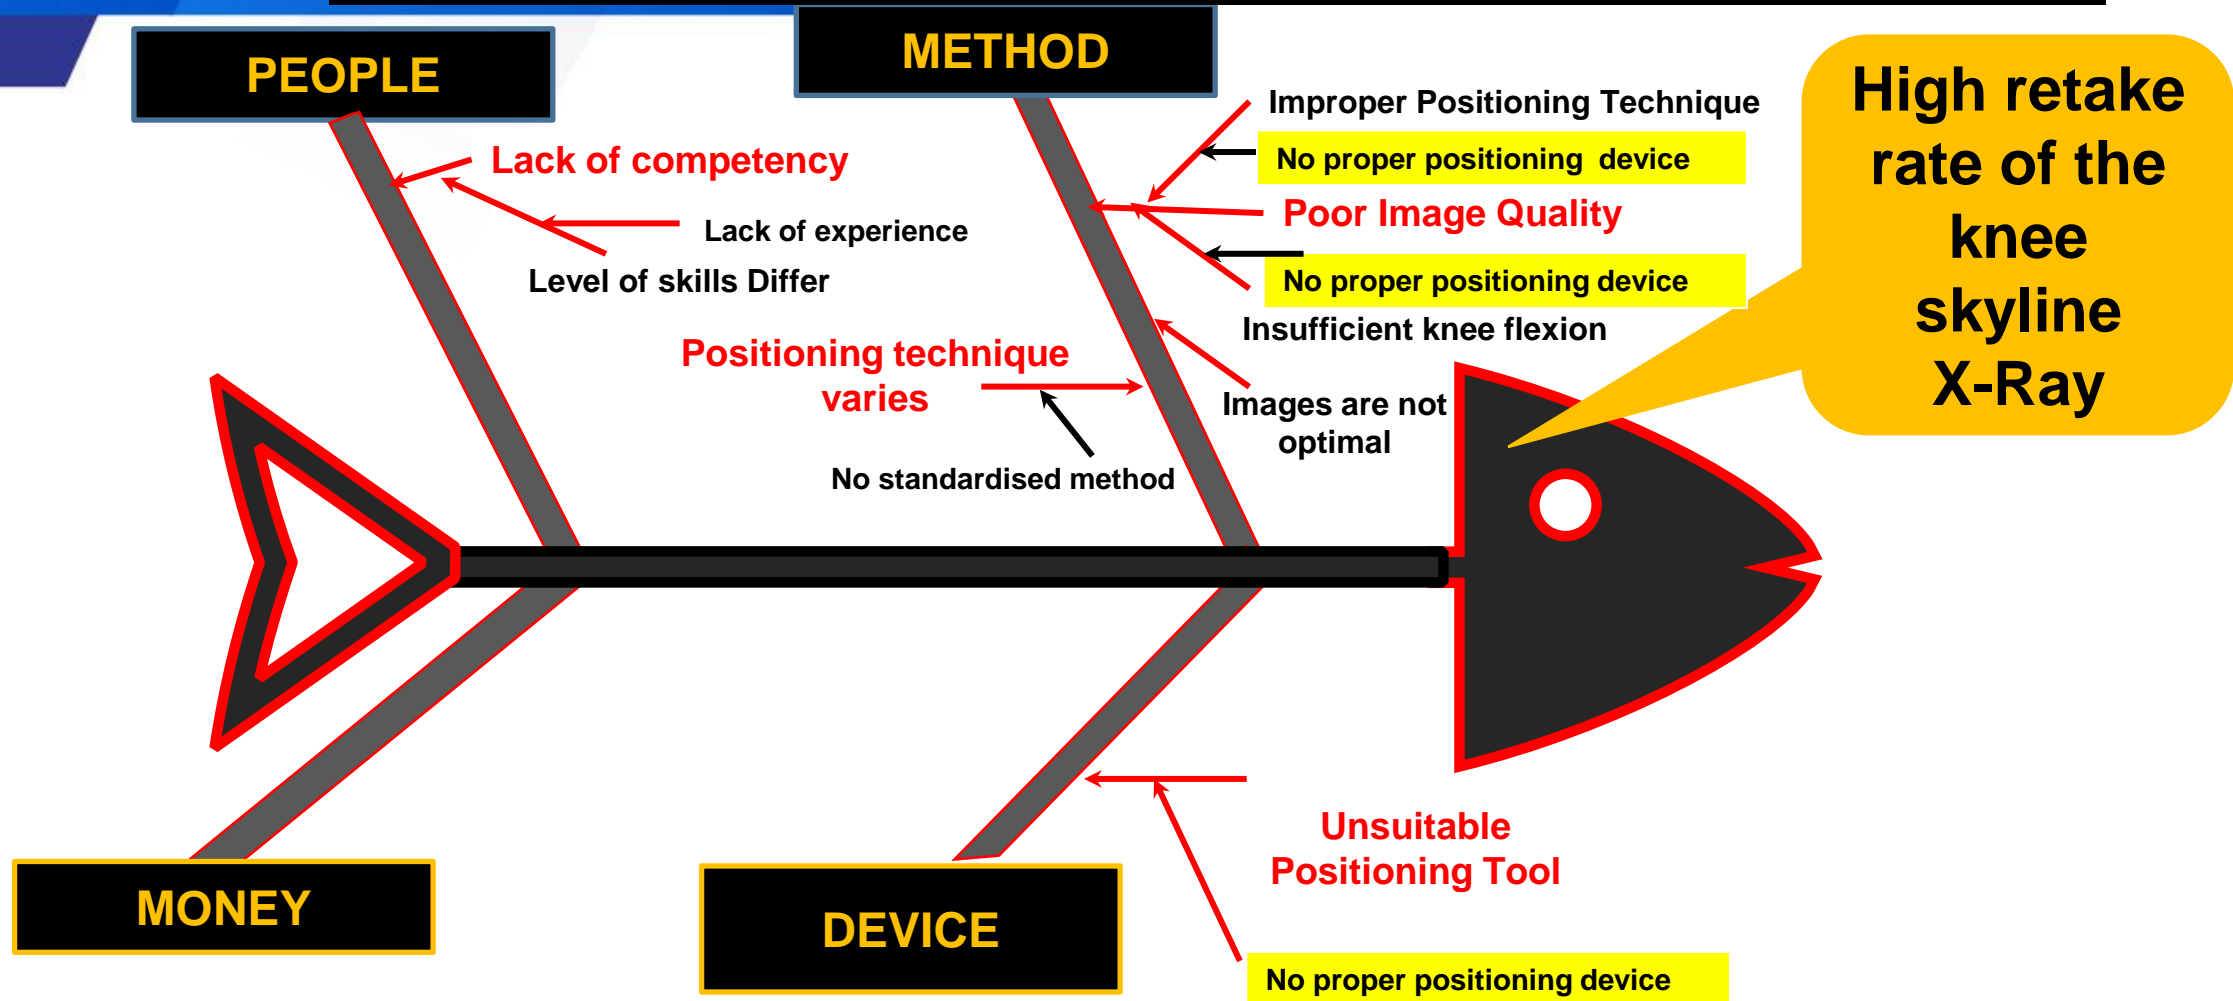 PEOPLE
METHOD
High retake
rate of the
knee
skyline
X-Ray
Improper Positioning Technique
No proper positioning device
Lack of competency
Poor Image Quality
Lack of experience
Level of skills Differ
No proper positioning device
Insufficient knee flexion
Positioning technique
varies
Images are not
optimal
No standardised method
Unsuitable
Positioning Tool
MONEY
DEVICE
No proper positioning device